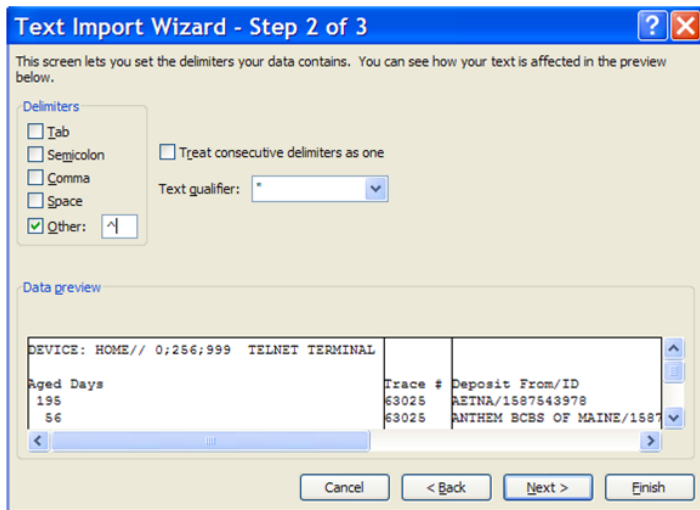 Text Import Wizard - Step 2 of 3
This screen lets you set the delimiters your data contains. You can see how your text is affected in the preview
below.
Delimiters
Tab
Semicolon
Comma
Space
Other: ^
Treat consecutive delimiters as one
Text qualifier: "
Data preview
DEVICE: HOME// 0;256;999 TELNET TERMINAL
Aged Days Trace # Deposit From/ID
195 63025 AETNA/1587543978
56 63025 ANTHEM BCBS OF MAINE/1587
Cancel < Back Next > Finish